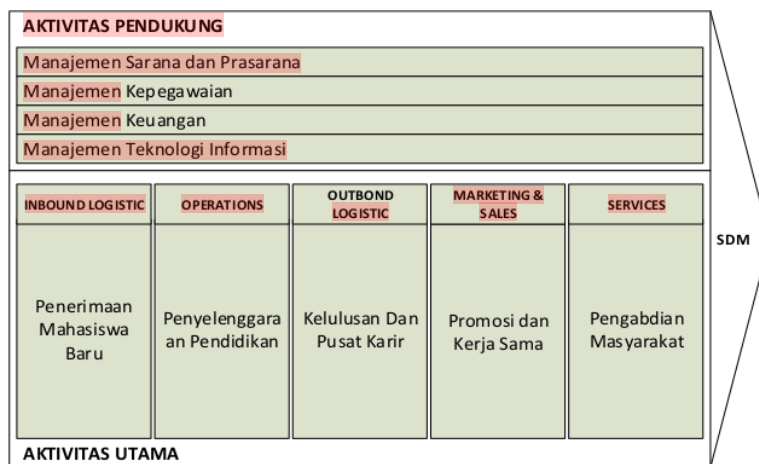 AKTIVITAS PENDUKUNG
Manajemen Sarana dan Prasarana
Manajemen Kepegawaian
Manajemen Keuangan
Manajemen Teknologi Informasi
INBOUND LOGISTIC
OPERATIONS
OUTBOND
LOGISTIC
MARKETING &
SALES
SERVICES
SDM
Penerimaan
Mahasiswa
Baru
Penyelenggara
an Pendidikan
Kelulusan Dan
Pusat Karir
Promosi dan
Kerja Sama
Pengabdian
Masyarakat
AKTIVITAS UTAMA